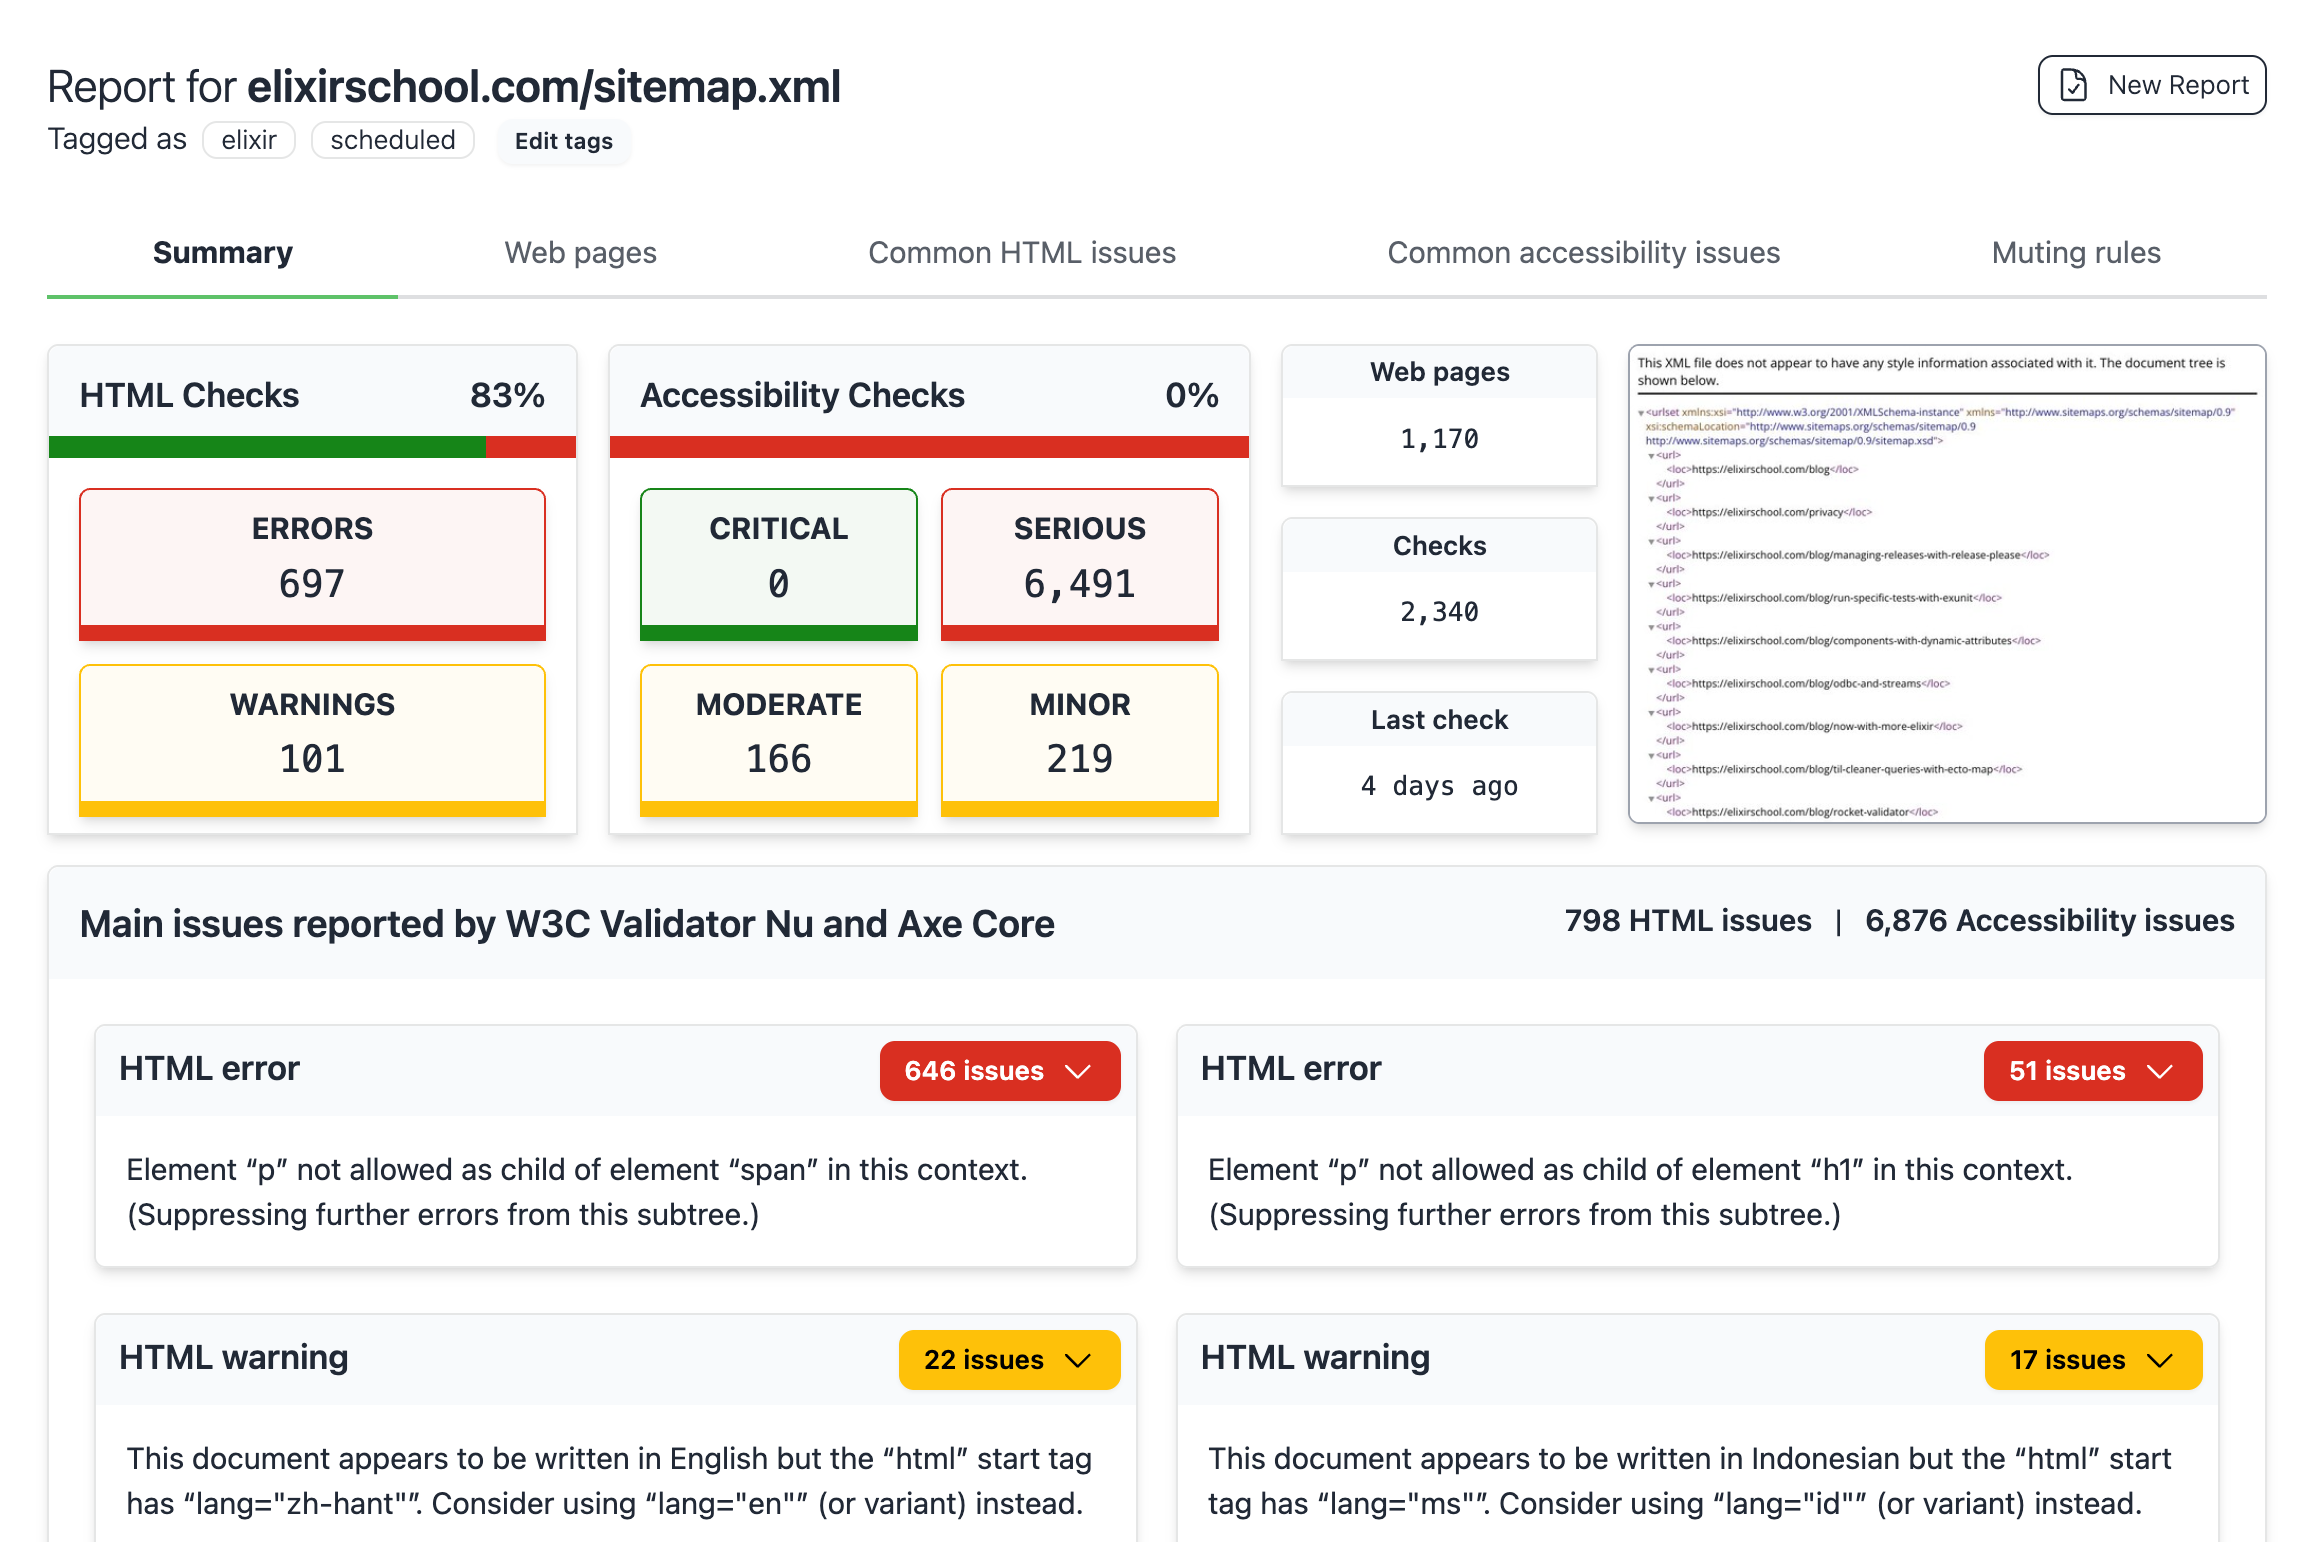 Report for elixirschool.com/sitemap.xml
New Report
Tagged as elixir scheduled Edit tags
Summary Web pages Common HTML issues Common accessibility issues Muting rules
HTML Checks 83%
ERRORS
697
WARNINGS
101
Accessibility Checks 0%
CRITICAL
0
SERIOUS
6,491
MODERATE
166
MINOR
219
Web pages
1,170
Checks
2,340
Last check
4 days ago
This XML file does not appear to have any style information associated with it. The document tree is
shown below.
▼<urlset xmlns:xsi="http://www.w3.org/2001/XMLSchema-instance" xmlns="http://www.sitemaps.org/schemas/sitemap/0.9"
xsi:schemaLocation="http://www.sitemaps.org/schemas/sitemap/0.9
http://www.sitemaps.org/schemas/sitemap/0.9/sitemap.xsd">
▼<url>
<loc>https://elixirschool.com/blog</loc>
</url>
▼<url>
<loc>https://elixirschool.com/privacy</loc>
</url>
▼<url>
<loc>https://elixirschool.com/blog/managing-releases-with-release-please</loc>
</url>
▼<url>
<loc>https://elixirschool.com/blog/run-specific-tests-with-exunit</loc>
</url>
▼<url>
<loc>https://elixirschool.com/blog/components-with-dynamic-attributes</loc>
</url>
▼<url>
<loc>https://elixirschool.com/blog/odbc-and-streams</loc>
</url>
▼<url>
<loc>https://elixirschool.com/blog/now-with-more-elixir</loc>
</url>
▼<url>
<loc>https://elixirschool.com/blog/til-cleaner-queries-with-ecto-map</loc>
</url>
▼<url>
<loc>https://elixirschool.com/blog/rocket-validator</loc>
Main issues reported by W3C Validator Nu and Axe Core
798 HTML issues | 6,876 Accessibility issues
HTML error 646 issues
Element “p” not allowed as child of element “span” in this context.
(Suppressing further errors from this subtree.)
HTML error 51 issues
Element “p” not allowed as child of element “h1” in this context.
(Suppressing further errors from this subtree.)
HTML warning 22 issues
This document appears to be written in English but the “html” start tag
has “lang="zh-hant"”. Consider using “lang="en"” (or variant) instead.
HTML warning 17 issues
This document appears to be written in Indonesian but the “html” start
tag has “lang="ms"”. Consider using “lang="id"” (or variant) instead.